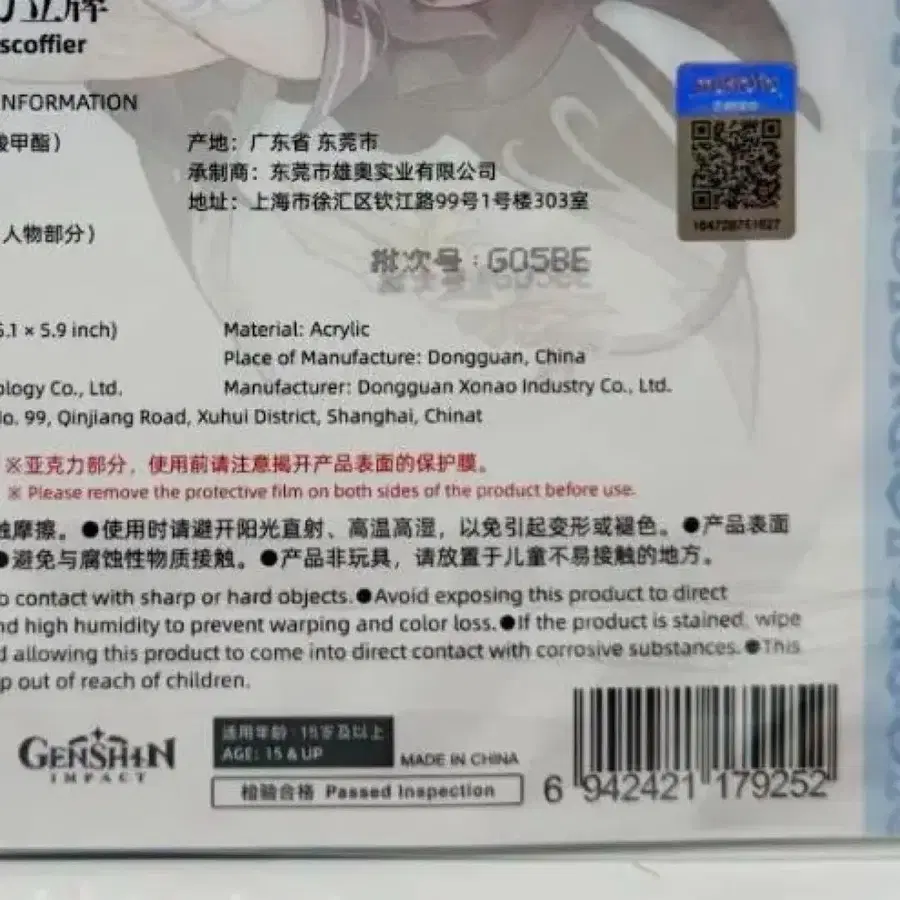 力立牌
scoffier
NFORMATION
酸甲酯）
产地：广东省 东莞市
承制商：东莞市雄奥实业有限公司
地址：上海市徐汇区钦江路99号1号楼303室
人物部分）
批次号：G05BE
5.1 × 5.9 inch)
Material: Acrylic
Place of Manufacture: Dongguan, China
ology Co., Ltd.
Manufacturer: Dongguan Xonao Industry Co., Ltd.
No. 99, Qinjiang Road, Xuhui District, Shanghai, Chinat
※亚克力部分，使用前请注意揭开产品表面的保护膜。
※ Please remove the protective film on both sides of the product before use.
触摩擦。●使用时请避开阳光直射、高温高湿，以免引起变形或褪色。●产品表面
●避免与腐蚀性物质接触。●产品非玩具，请放置于儿童不易接触的地方。
o contact with sharp or hard objects.●Avoid exposing this product to direct
nd high humidity to prevent warping and color loss.●If the product is stained, wipe
d allowing this product to come into direct contact with corrosive substances.●This
p out of reach of children.
GENSHIN
IMPACT
适用年龄：15岁及以上
AGE: 15 & UP
MADE IN CHINA
检验合格 Passed Inspection
6 942421 179252